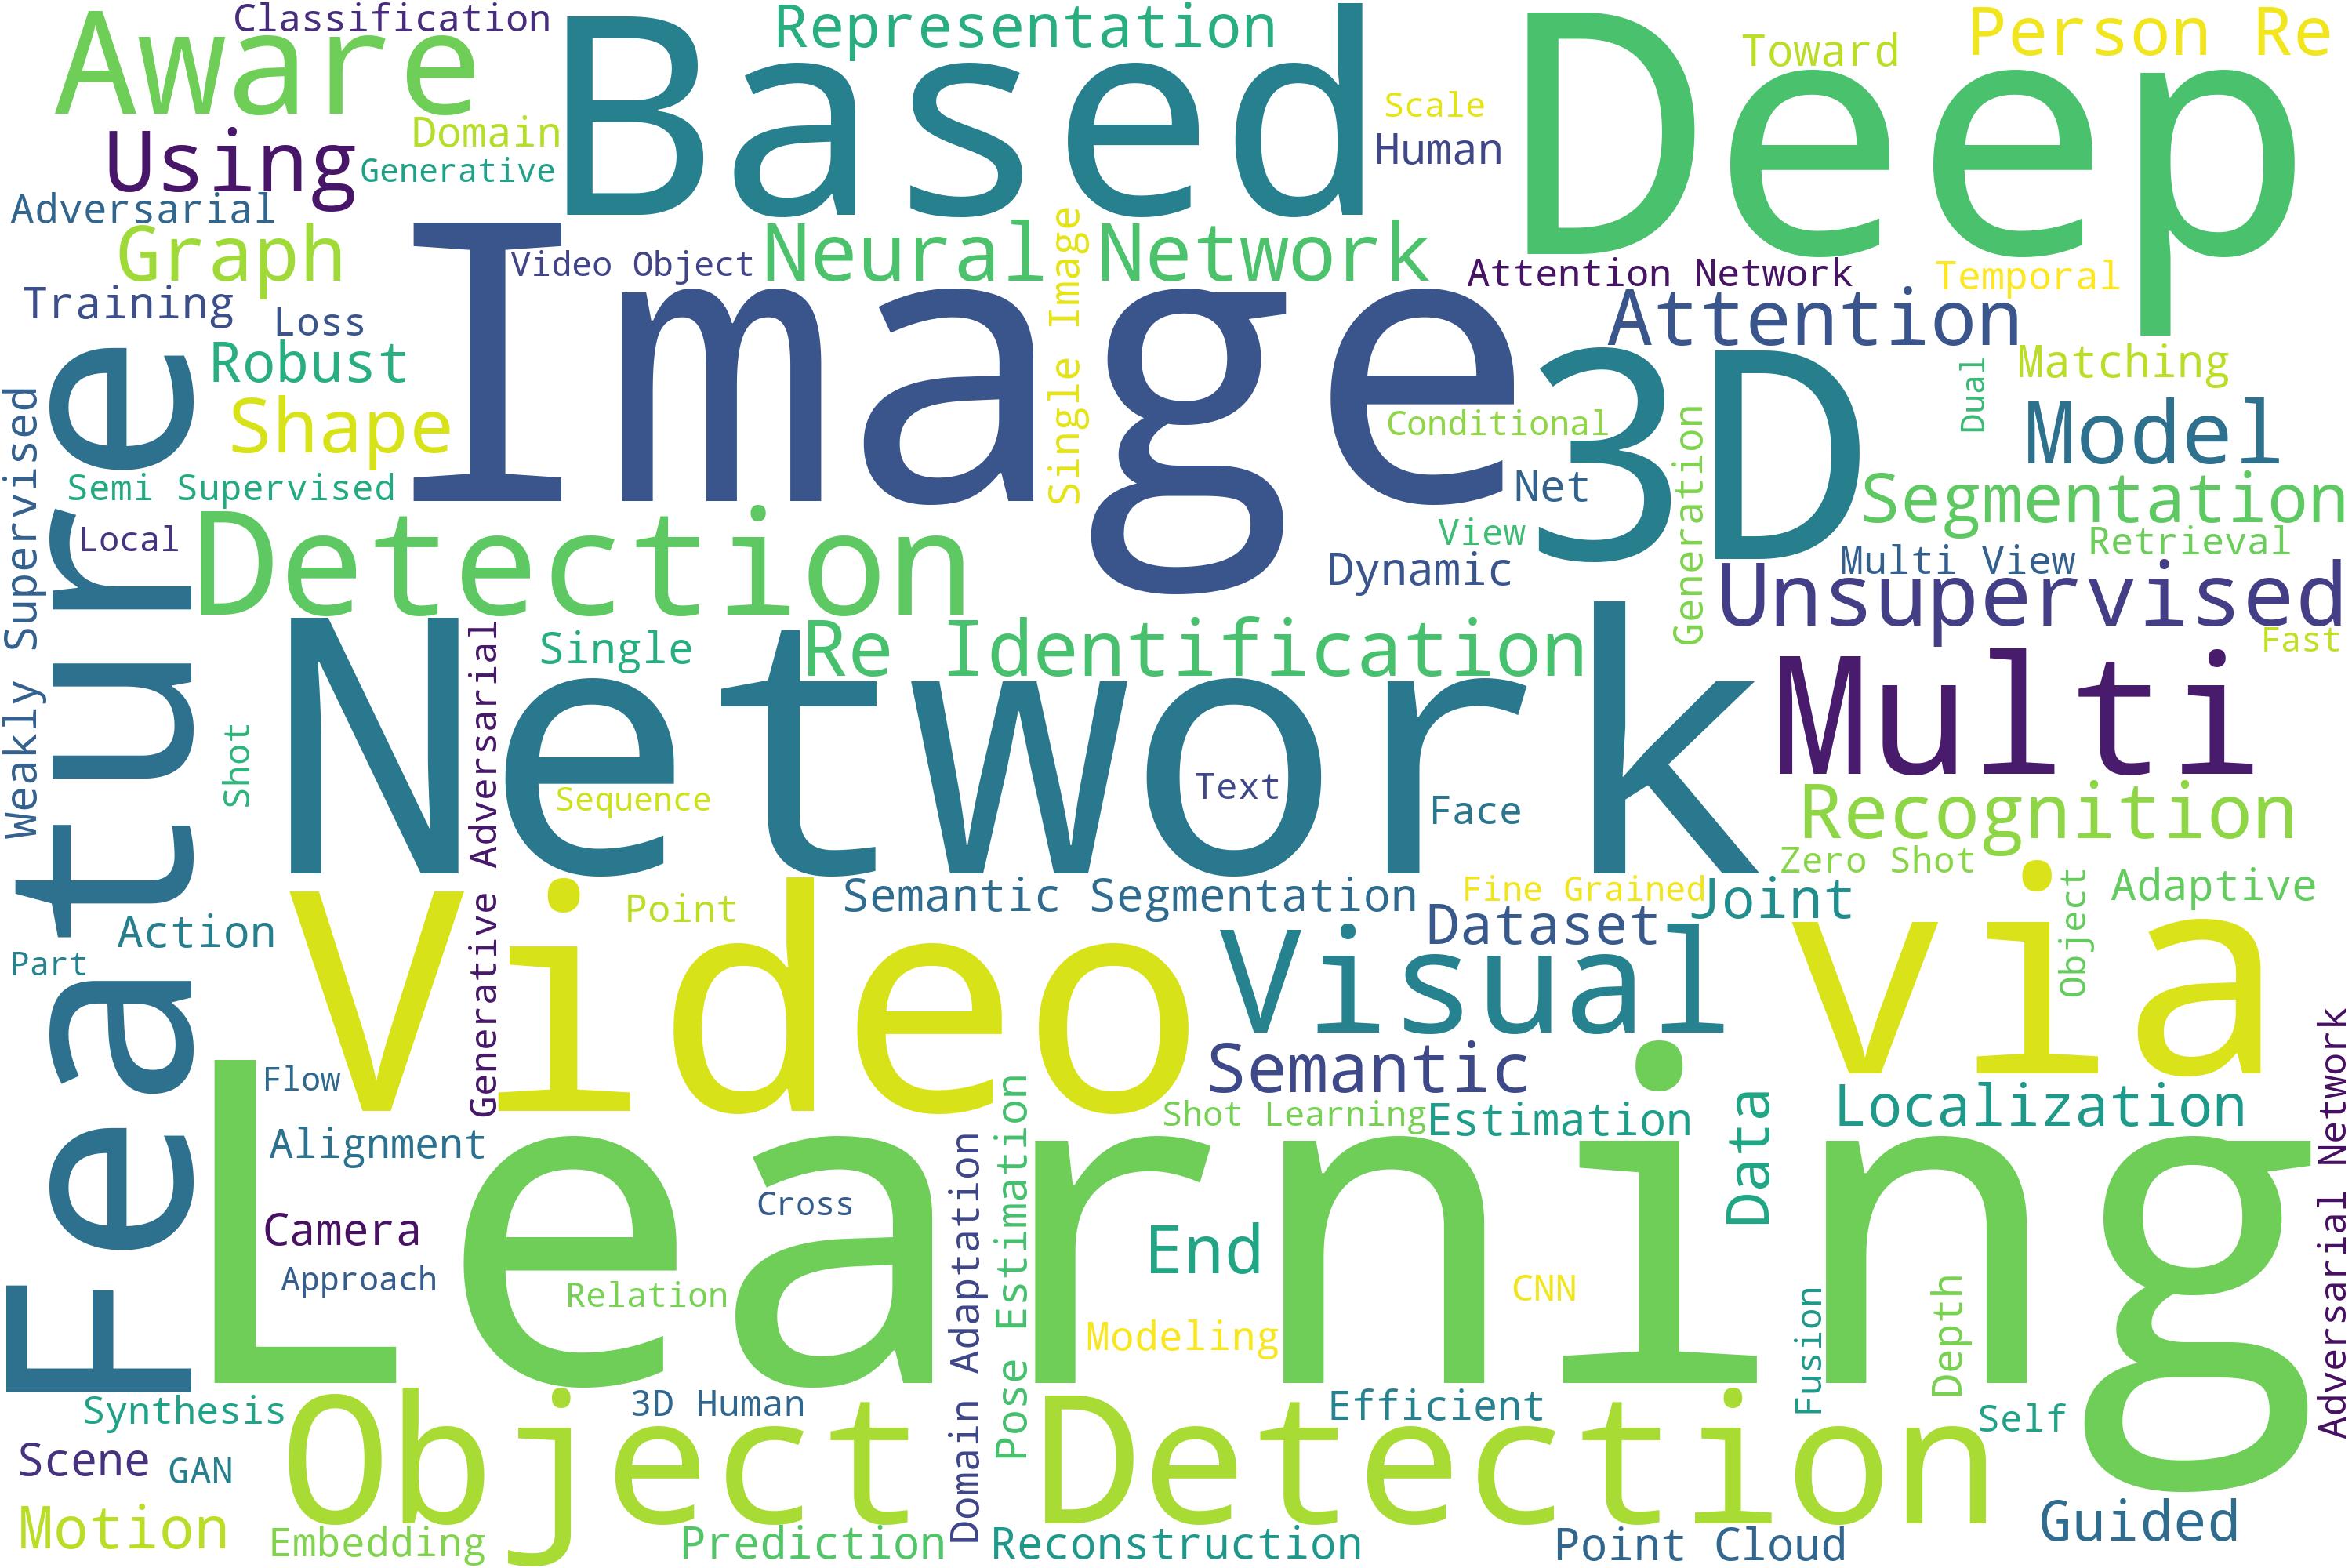 Classification
Aware
Based
Representation
Deep
Toward
Person Re
Using
Domain
Generative
Scale
Human
Adversarial
Graph
Image
Video Object
Neural Network
Single Image
Attention Network
Temporal
Training
Loss
Attention
Robust
Shape
3D
Matching
Dual
Conditional
Model
Generation
Weakly Supervised
Feature
Semi Supervised
Net
Segmentation
Local
Detection
View
Dynamic
Multi View
Retrieval
Unsupervised
Fast
Generative Adversarial
Single
Re Identification
Network
Multi
Shot
Sequence
Text
Face
Recognition
Zero Shot
Action
Part
Video
Point
Semantic Segmentation
Fine Grained
Dataset
Joint
Adaptive
Object
Visual
via
Semantic
Flow
Shot Learning
Estimation
Data
Localization
Adversarial Network
Alignment
Learning
Camera
Cross
Domain Adaptation
Pose Estimation
End
Approach
Relation
CNN
Modeling
Fusion
Depth
Synthesis
3D Human
Efficient
Self
Scene
GAN
Object Detection
Motion
Embedding
Prediction
Reconstruction
Point Cloud
Guided